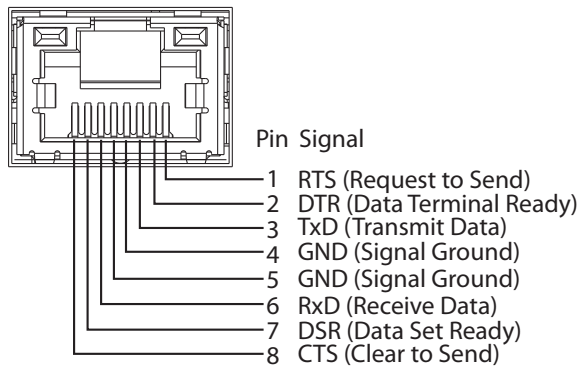 Pin Signal
1 RTS (Request to Send)
2 DTR (Data Terminal Ready)
3 TxD (Transmit Data)
4 GND (Signal Ground)
5 GND (Signal Ground)
6 RxD (Receive Data)
7 DSR (Data Set Ready)
8 CTS (Clear to Send)